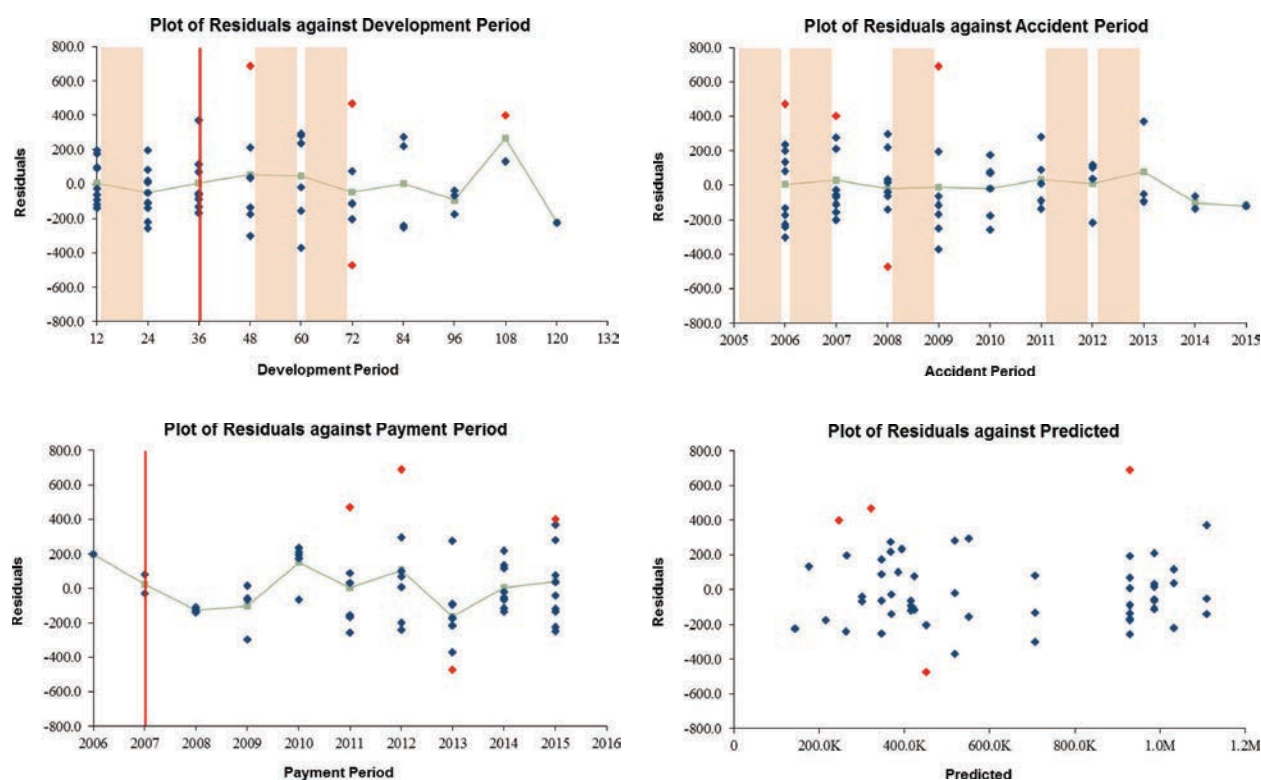 Plot of Residuals against Development Period
800.0
600.0
400.0
200.0
0.0
-200.0
-400.0
-600.0
-800.0
Residuals
12 24 36 48 60 72 84 96 108 120 132
Development Period
Plot of Residuals against Accident Period
800.0
600.0
400.0
200.0
0.0
-200.0
-400.0
-600.0
-800.0
Residuals
2005 2006 2007 2008 2009 2010 2011 2012 2013 2014 2015
Accident Period
Plot of Residuals against Payment Period
800.0
600.0
400.0
200.0
0.0
-200.0
-400.0
-600.0
-800.0
Residuals
2006 2007 2008 2009 2010 2011 2012 2013 2014 2015 2016
Payment Period
Plot of Residuals against Predicted
800.0
600.0
400.0
200.0
0.0
-200.0
-400.0
-600.0
-800.0
Residuals
0 200.0K 400.0K 600.0K 800.0K 1.0M 1.2M
Predicted